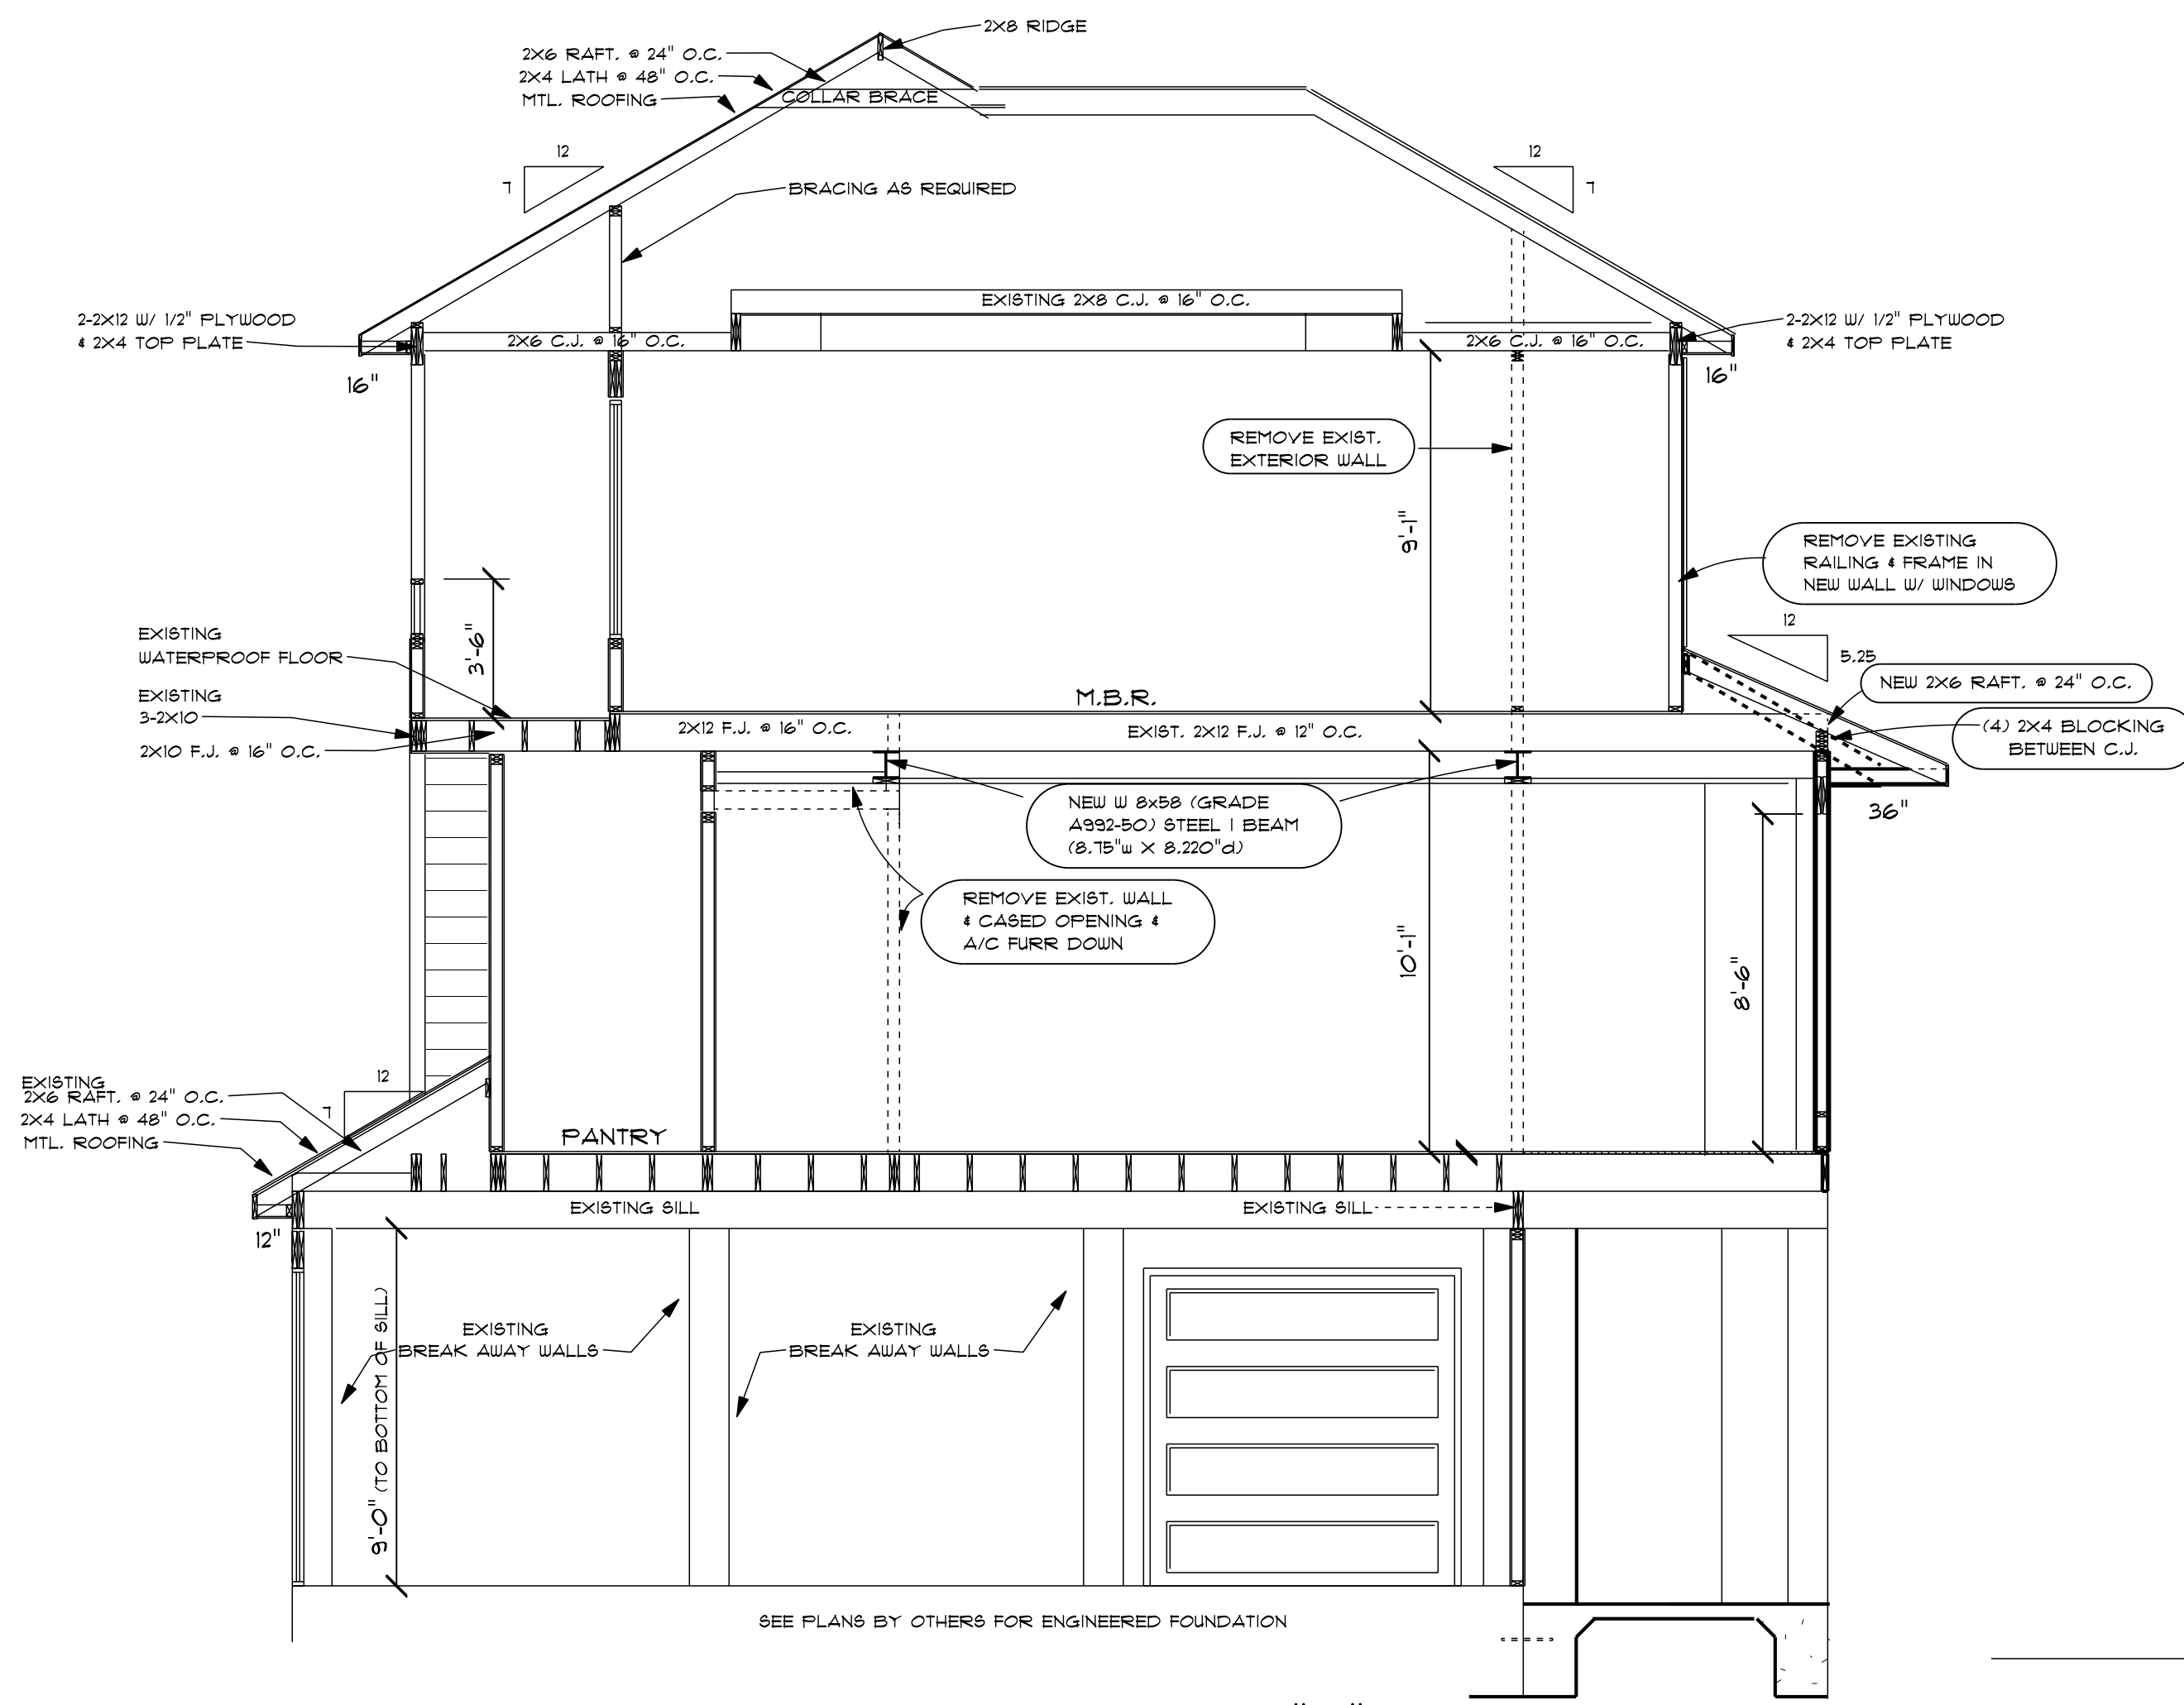 2X8 RIDGE
2X6 RAFT. @ 24" O.C.
2X4 LATH @ 48" O.C.
MTL. ROOFING
COLLAR BRACE
12
7
12
7
BRACING AS REQUIRED
EXISTING 2X8 C.J. @ 16" O.C.
2-2X12 W/ 1/2" PLYWOOD
& 2X4 TOP PLATE
2X6 C.J. @ 16" O.C.
2X6 C.J. @ 16" O.C.
2-2X12 W/ 1/2" PLYWOOD
& 2X4 TOP PLATE
16"
16"
REMOVE EXIST.
EXTERIOR WALL
9'-1"
REMOVE EXISTING
RAILING & FRAME IN
NEW WALL W/ WINDOWS
12
5.25
3'-6"
EXISTING
WATERPROOF FLOOR
EXISTING
3-2X10
2X10 F.J. @ 16" O.C.
M.B.R.
2X12 F.J. @ 16" O.C.
EXIST. 2X12 F.J. @ 12" O.C.
NEW 2X6 RAFT. @ 24" O.C.
(4) 2X4 BLOCKING
BETWEEN C.J.
NEW W 8x58 (GRADE
A992-50) STEEL I BEAM
(8.75"w X 8.220"d)
36"
REMOVE EXIST. WALL
& CASED OPENING &
A/C FURR DOWN
10'-1"
8'-6"
EXISTING
2X6 RAFT. @ 24" O.C.
2X4 LATH @ 48" O.C.
MTL. ROOFING
12
7
PANTRY
EXISTING SILL
EXISTING SILL
12"
9'-0" (TO BOTTOM OF SILL)
EXISTING
BREAK AWAY WALLS
EXISTING
BREAK AWAY WALLS
SEE PLANS BY OTHERS FOR ENGINEERED FOUNDATION